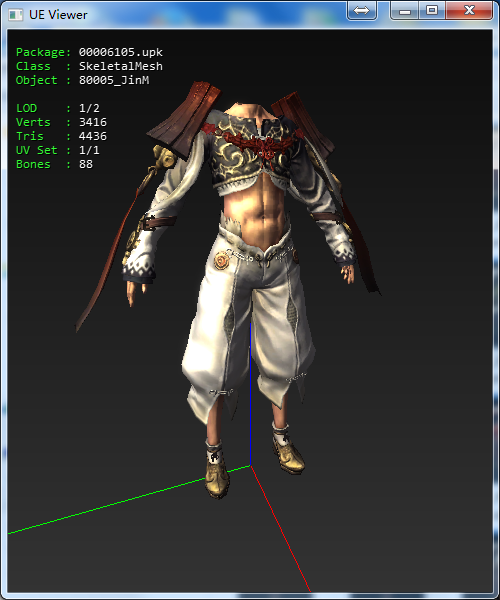 UE Viewer
Package: 00006105.upk
Class  : SkeletalMesh
Object : 80005_JinM
LOD    : 1/2
Verts  : 3416
Tris   : 4436
UV Set : 1/1
Bones  : 88